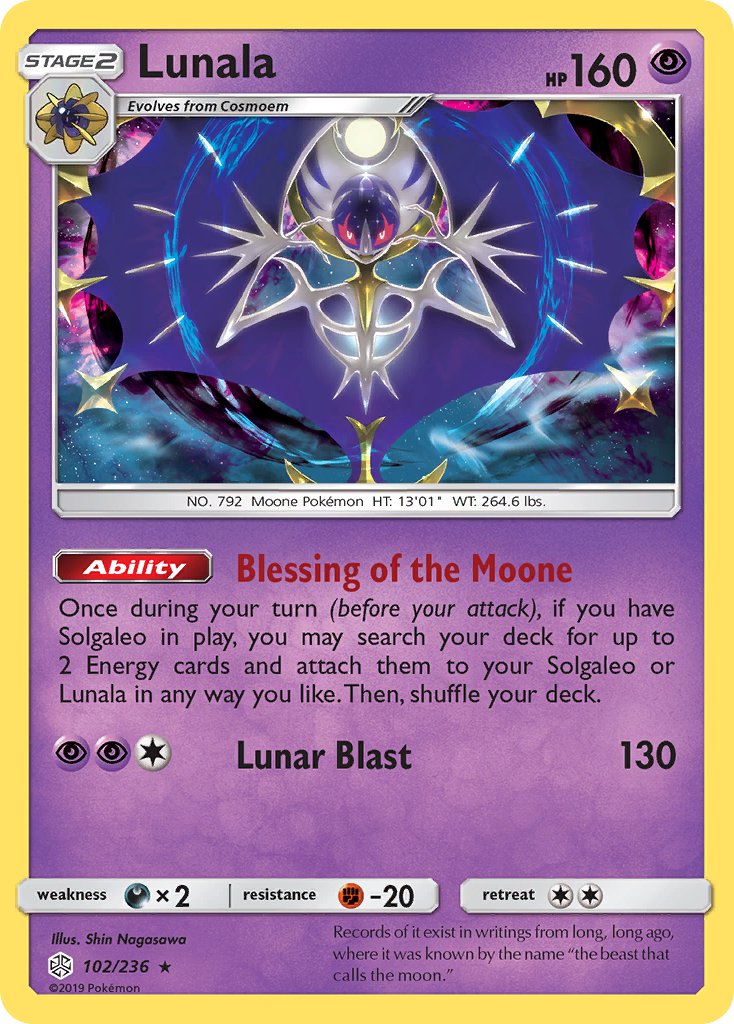 STAGE2
Lunala
HP 160
Evolves from Cosmoem
NO. 792 Moone Pokémon HT: 13'01" WT: 264.6 lbs.
Ability Blessing of the Moone
Once during your turn (before your attack), if you have
Solgaleo in play, you may search your deck for up to
2 Energy cards and attach them to your Solgaleo or
Lunala in any way you like. Then, shuffle your deck.
Lunar Blast 130
weakness ×2 resistance -20 retreat
Illus. Shin Nagasawa
102/236
©2019 Pokémon
Records of it exist in writings from long, long ago,
where it was known by the name “the beast that
calls the moon.”